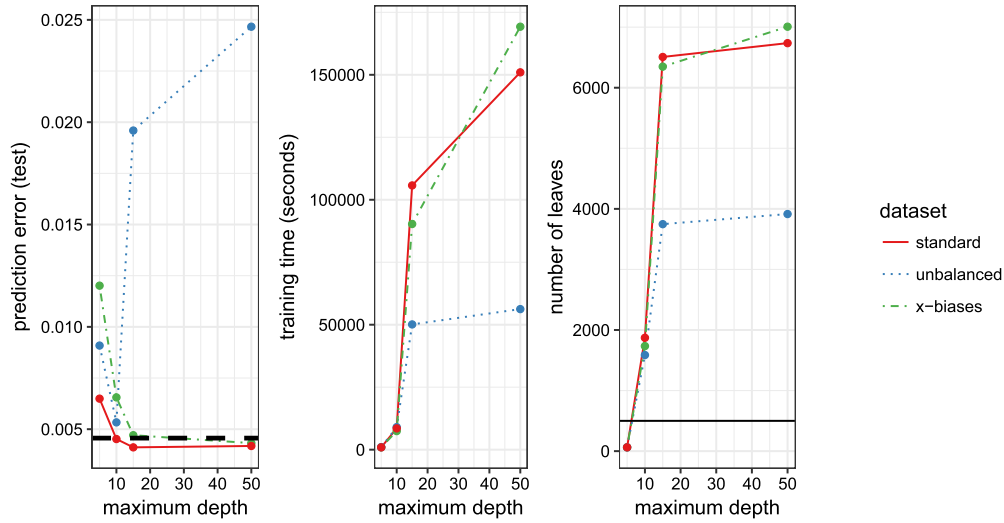 prediction error (test)
0.025
0.020
0.015
0.010
0.005
10 20 30 40 50
maximum depth
training time (seconds)
150000
100000
50000
0
10 20 30 40 50
maximum depth
number of leaves
6000
4000
2000
0
10 20 30 40 50
maximum depth
dataset
standard
unbalanced
x−biases